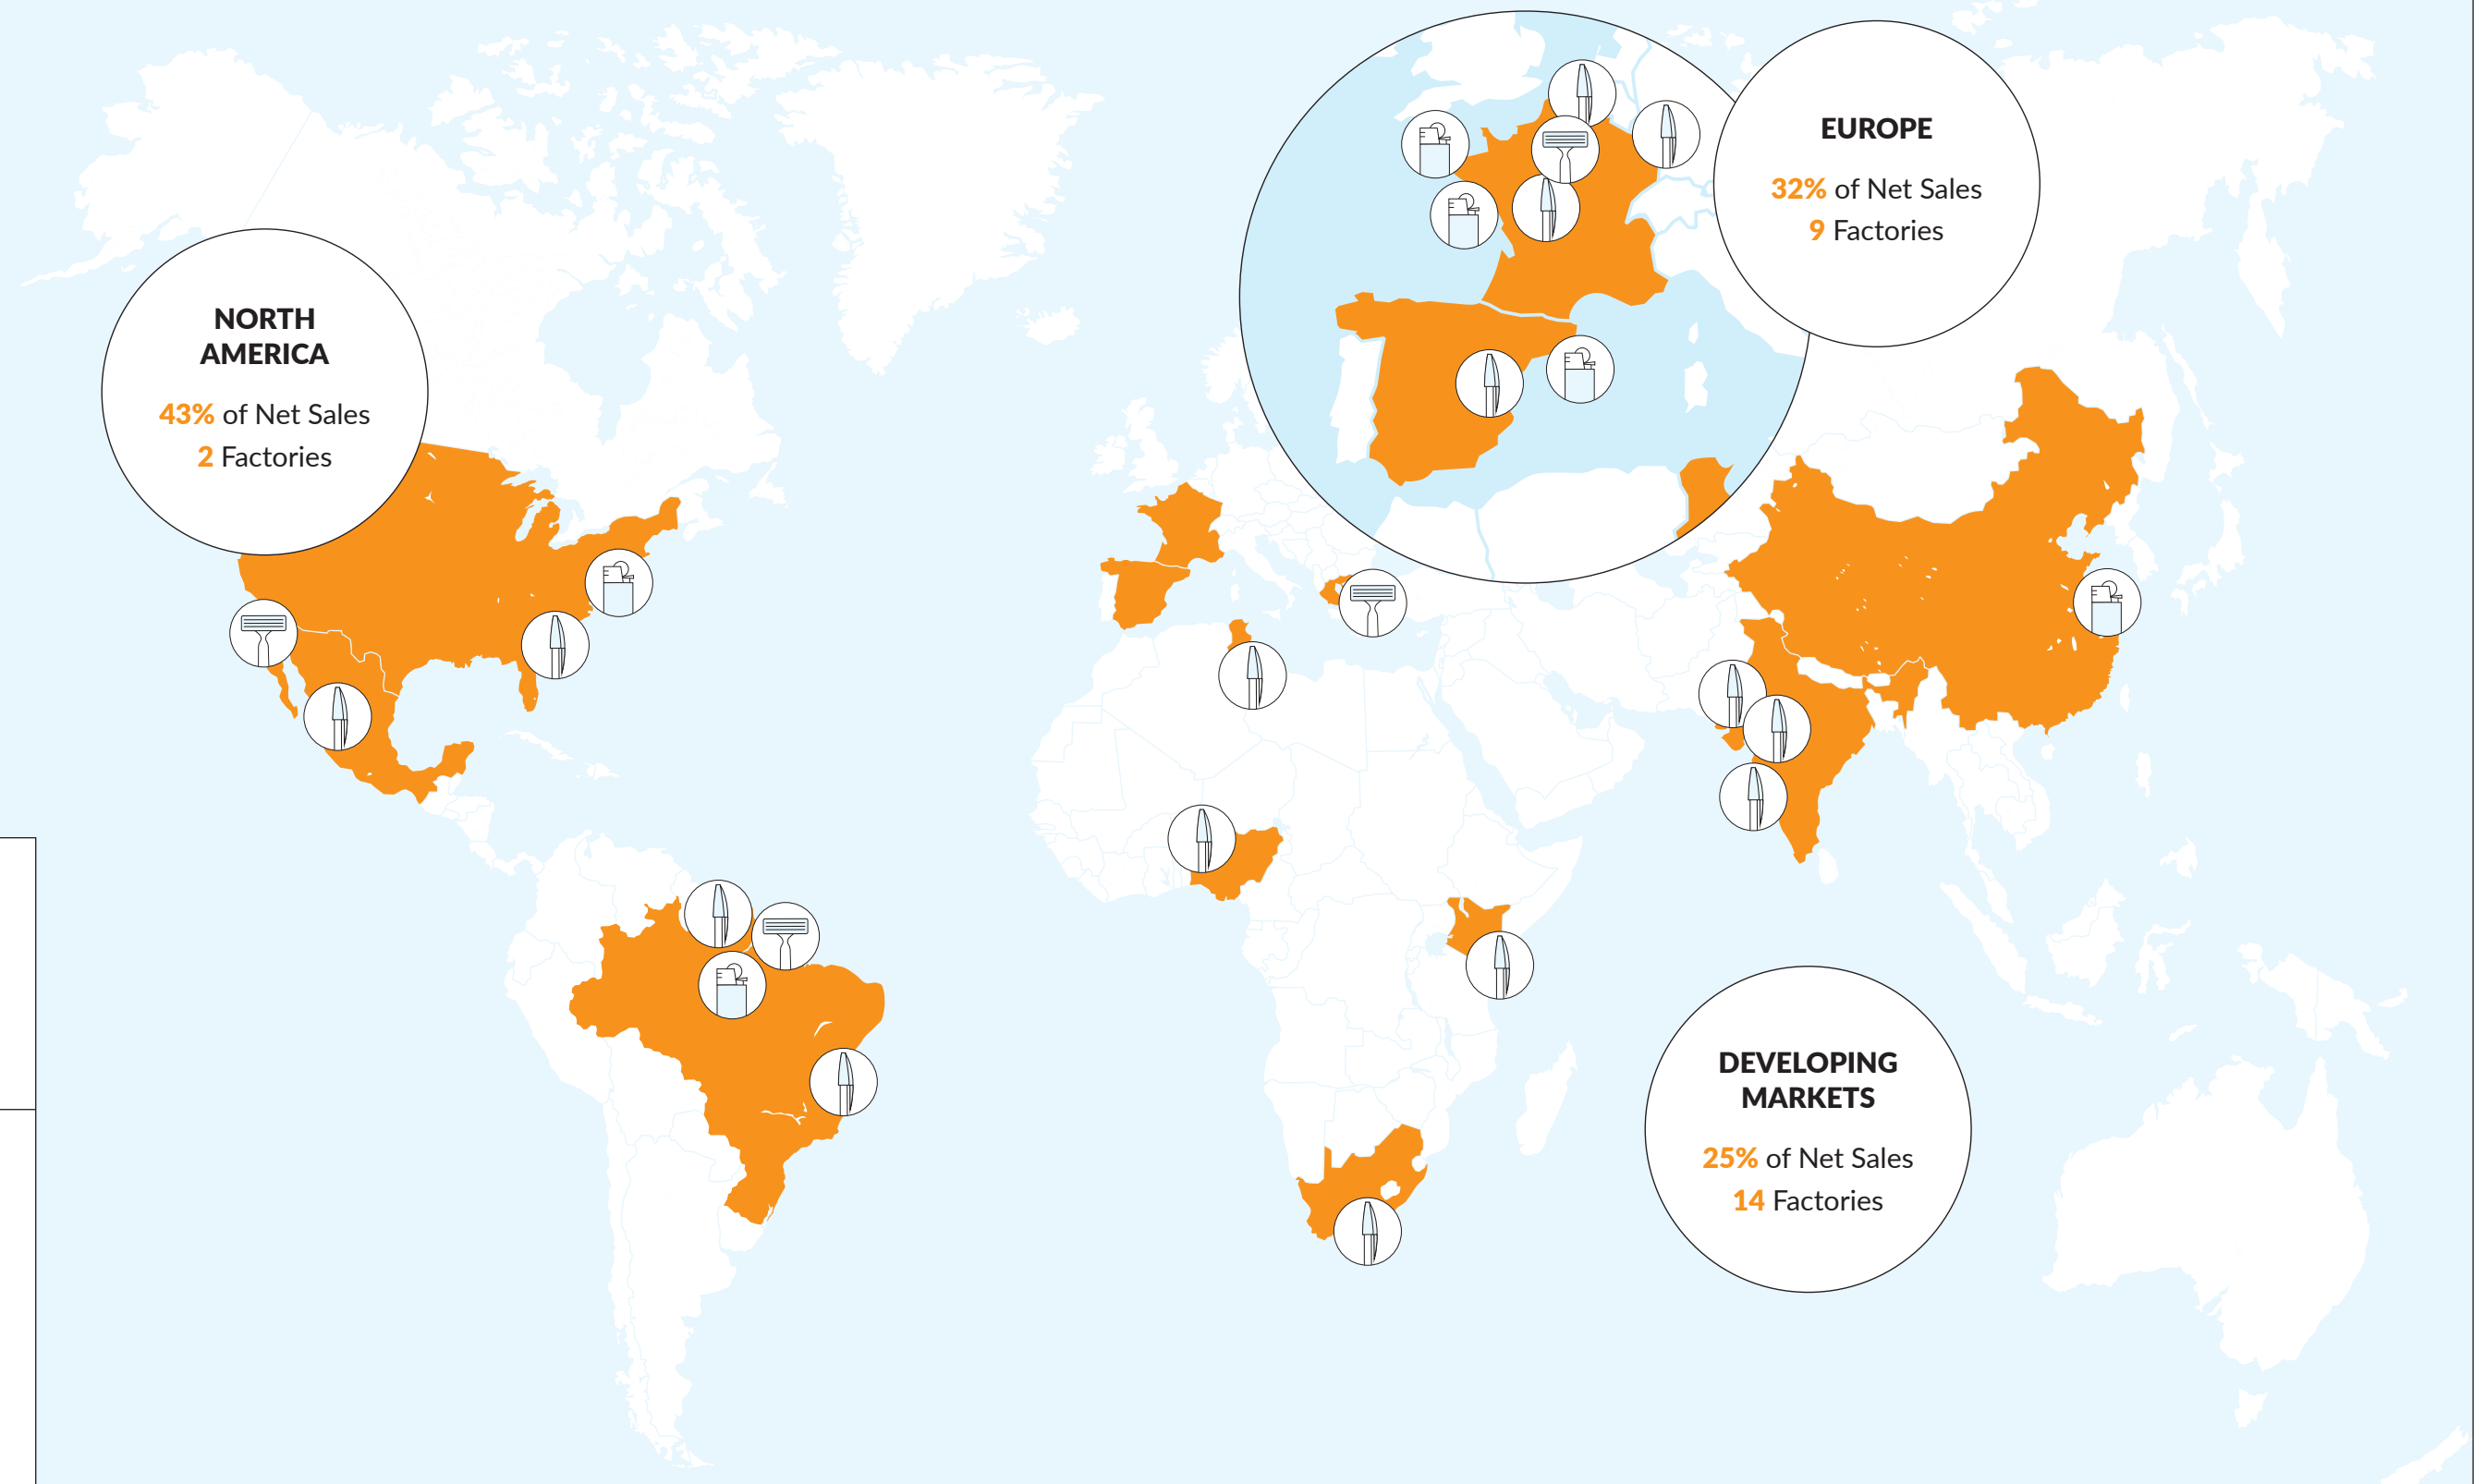 NORTH
AMERICA
43% of Net Sales
2 Factories
EUROPE
32% of Net Sales
9 Factories
DEVELOPING
MARKETS
25% of Net Sales
14 Factories